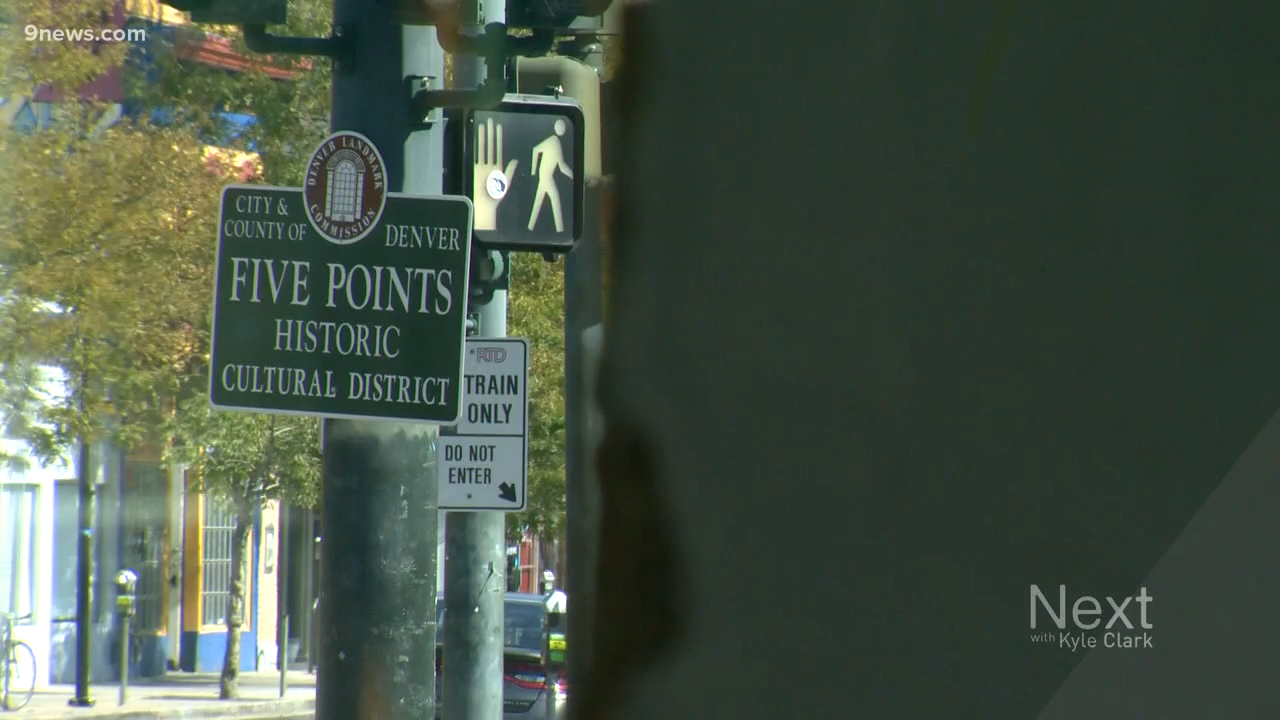 9news.com
DENVER LANDMARK
COMMISSION
CITY &
COUNTY OF DENVER
FIVE POINTS
HISTORIC
CULTURAL DISTRICT
RTD
TRAIN
ONLY
DO NOT
ENTER
Next
with Kyle Clark